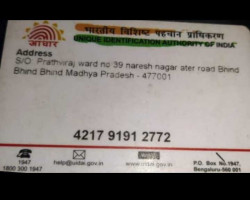 भारतीय विशिष्ट पहचान प्राधिकरण
UNIQUE IDENTIFICATION AUTHORITY OF INDIA
आधार
Address
S/O: Prathviraj ward no 39 naresh nagar ater road Bhind
Bhind Bhind Madhya Pradesh - 477001
4217 9191 2772
1947
1800 300 1947
help@uidai.gov.in
www.uidai.gov.in
P.O. Box No.1947,
Bengaluru-560 001